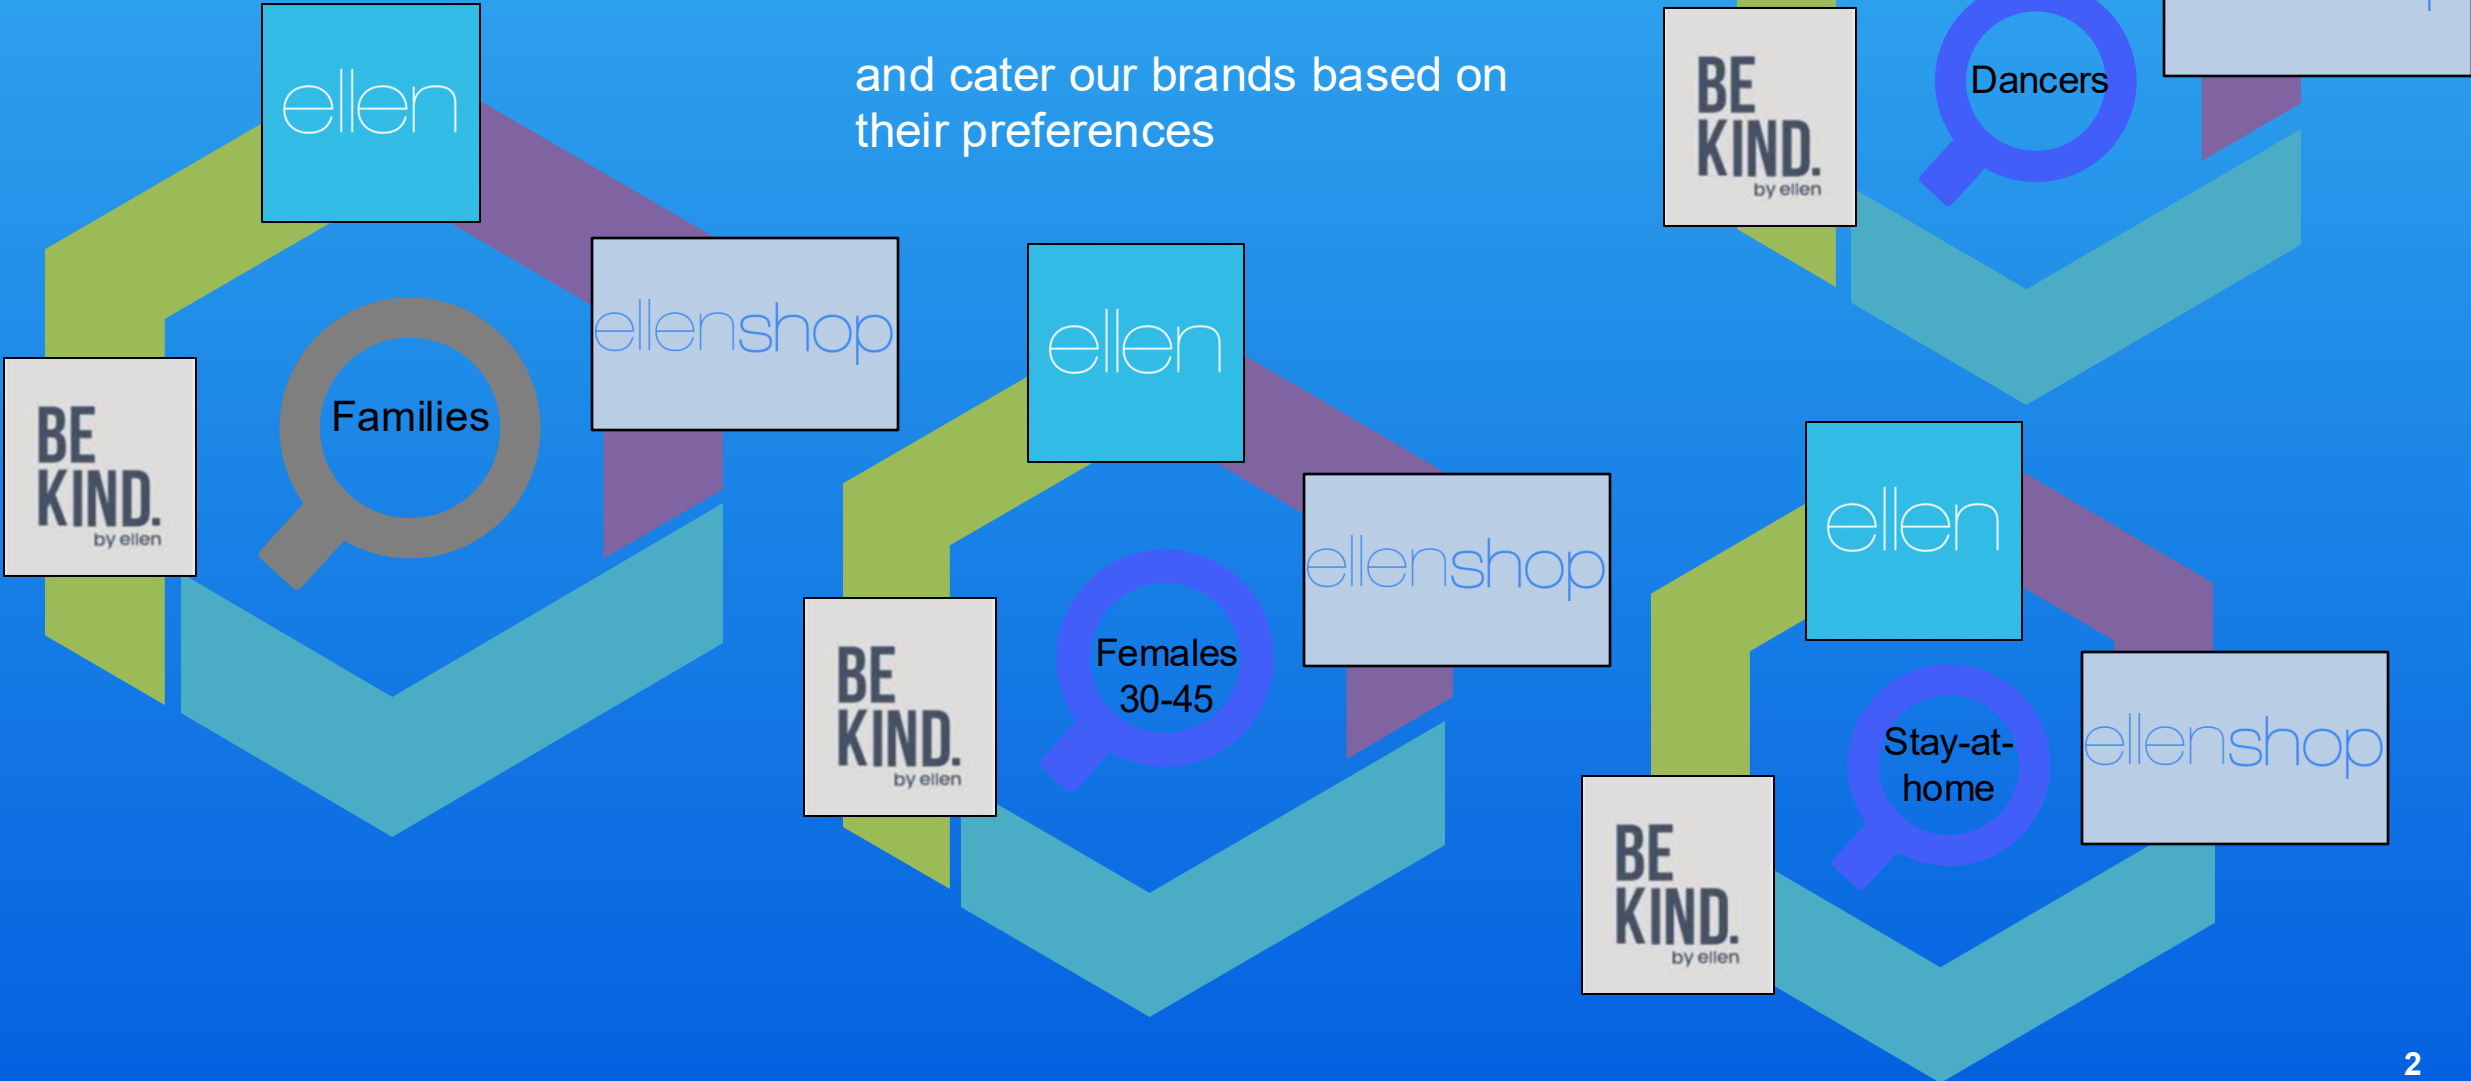 ellen
and cater our brands based on
their preferences
BE
KIND.
by ellen
Dancers
ellenshop
Families
BE
KIND.
by ellen
ellen
ellenshop
Females
30-45
BE
KIND.
by ellen
ellen
ellenshop
Stay-at-
home
BE
KIND.
by ellen
2